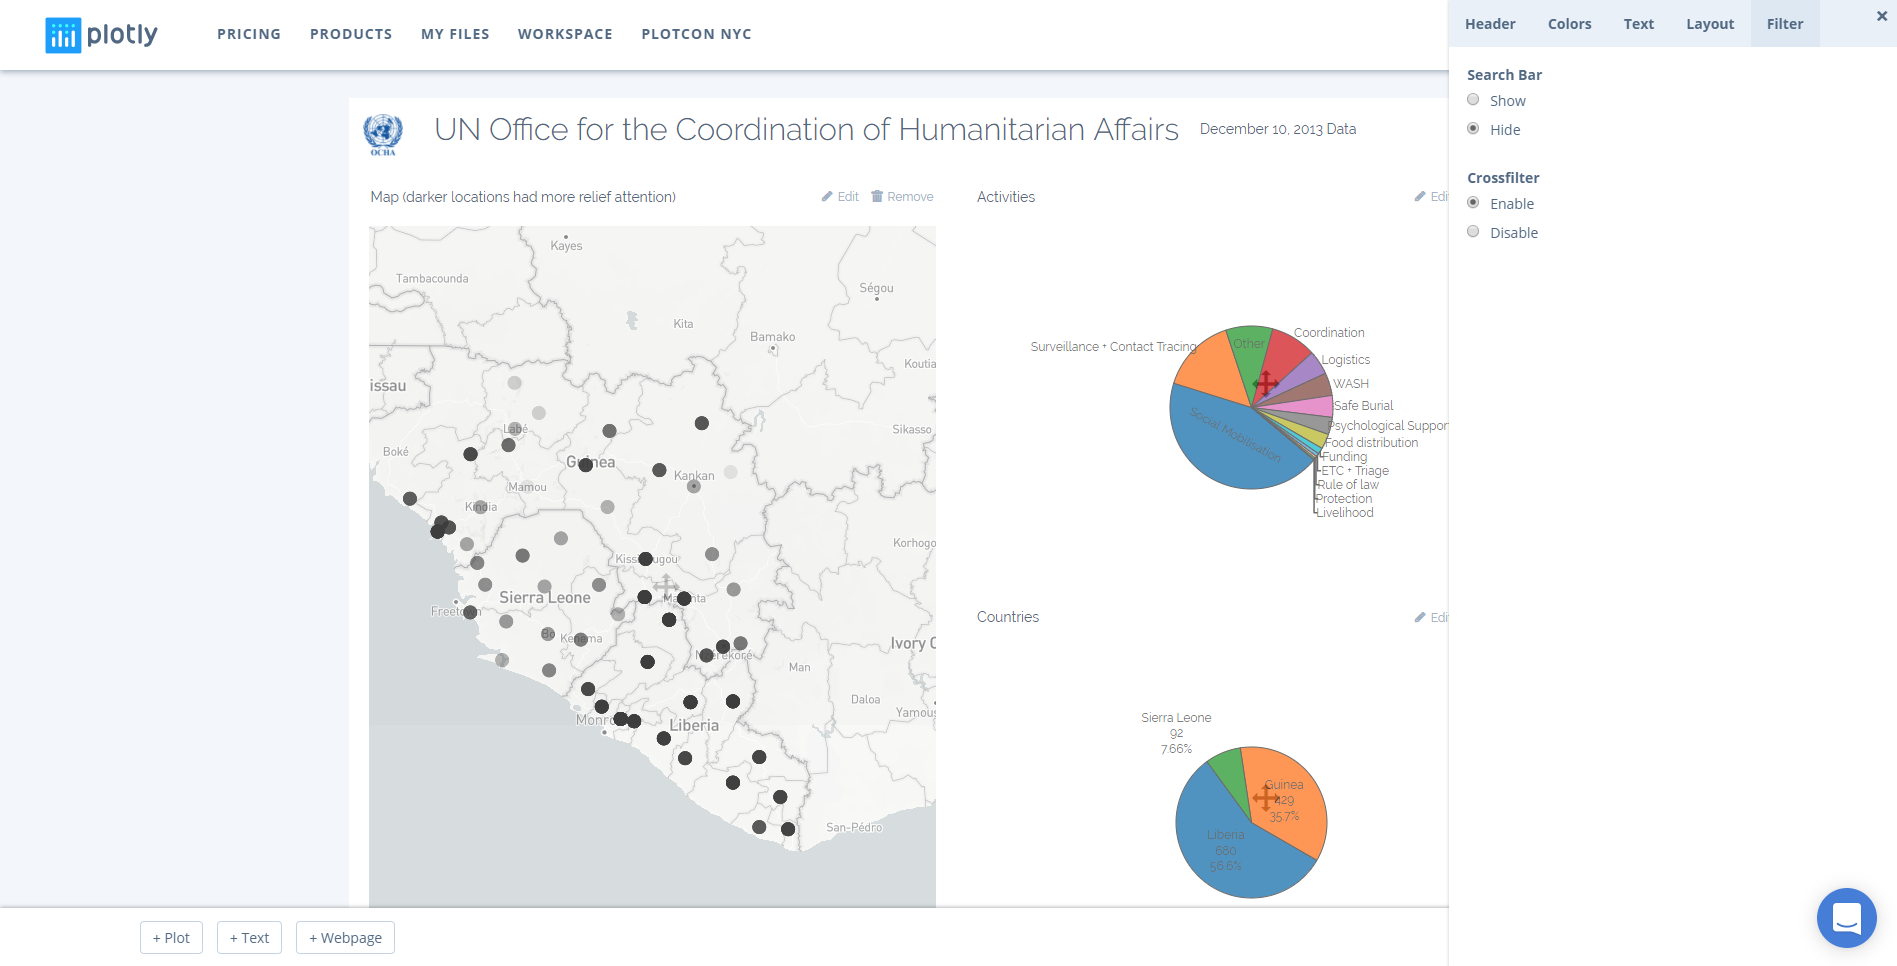 plotly
PRICING
PRODUCTS
MY FILES
WORKSPACE
PLOTCON NYC
Header
Colors
Text
Layout
Filter
×
Search Bar
Show
Hide
Crossfilter
Enable
Disable
OCHA
UN Office for the Coordination of Humanitarian Affairs
December 10, 2013 Data
Map (darker locations had more relief attention)
Edit
Remove
Kayes
Tambacounda
Ségou
Kita
Bamako
Koutia
issau
Labé
Sikasso
Boké
Guinea
Kankan
Mamou
Kindia
Korhogo
Kissidougou
Sierra Leone
Macenta
Freetown
Bo
Kenema
Ivory C
Nzérékoré
Man
Daloa
Yamous
Monro
Liberia
San-Pédro
Activities
Edi
Surveillance + Contact Tracing
Other
Coordination
Logistics
WASH
Safe Burial
Psychological Suppor
Food distribution
Funding
ETC + Triage
Rule of law
Protection
Livelihood
Social Mobilisation
Countries
Edi
Sierra Leone
92
7.66%
Guinea
429
35.7%
Liberia
680
56.6%
+ Plot
+ Text
+ Webpage